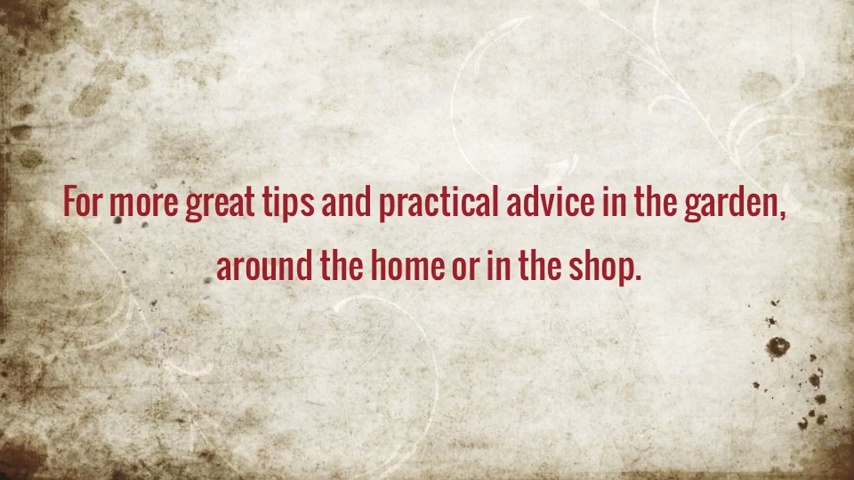 For more great tips and practical advice in the garden,
around the home or in the shop.